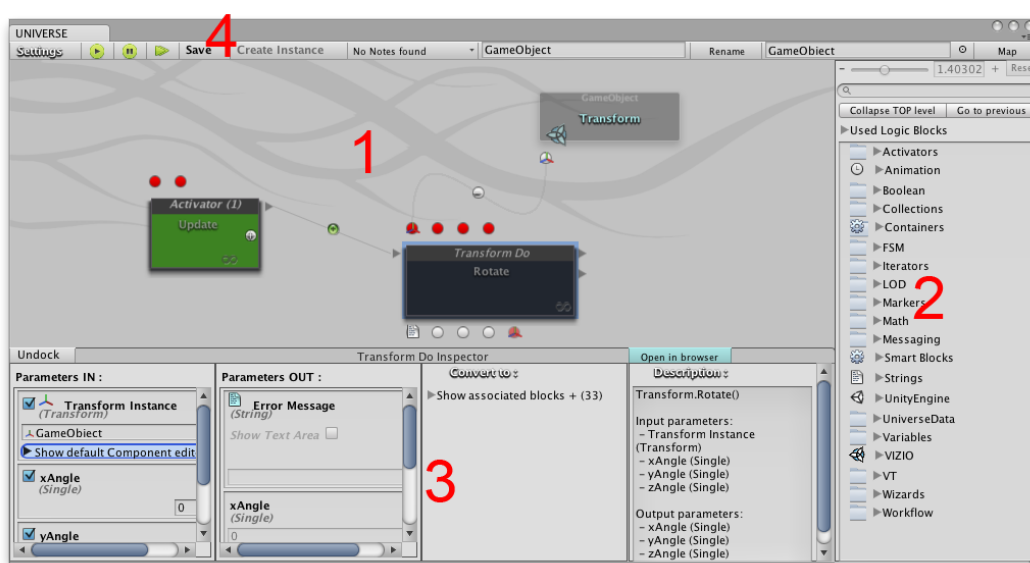 UNIVERSE
Settings Save Create Instance No Notes found GameObject Rename GameObiect Map
4
1.40302 + Rese
Collapse TOP level Go to previous
Used Logic Blocks
Activators
Animation
Boolean
Collections
Containers
FSM
Iterators
LOD
Markers
Math
Messaging
Smart Blocks
Strings
UnityEngine
UniverseData
Variables
VIZIO
VT
Wizards
Workflow
2
GameObject
Transform
1
Activator (1)
Update
Transform Do
Rotate
Undock Transform Do Inspector Open in browser
Parameters IN :
Transform Instance
(Transform)
GameObject
Show default Component edit
xAngle
(Single)
0
yAngle
Parameters OUT :
Error Message
(String)
Show Text Area
xAngle
(Single)
0
Convert to :
Show associated blocks + (33)
3
Description :
Transform.Rotate()
Input parameters:
- Transform Instance
(Transform)
- xAngle (Single)
- yAngle (Single)
- zAngle (Single)
Output parameters:
- xAngle (Single)
- yAngle (Single)
- zAngle (Single)